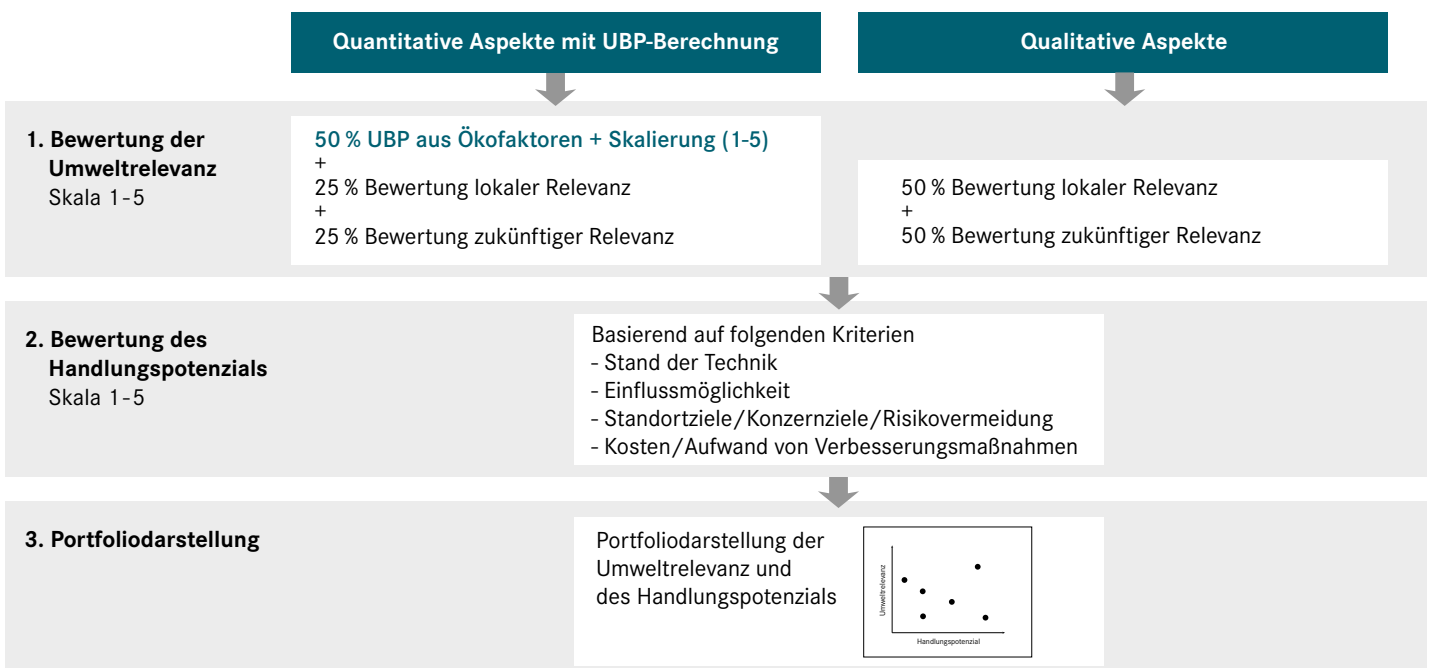 Quantitative Aspekte mit UBP-Berechnung
Qualitative Aspekte
1. Bewertung der
Umweltrelevanz
Skala 1-5
50 % UBP aus Ökofaktoren + Skalierung (1-5)
+
25 % Bewertung lokaler Relevanz
+
25 % Bewertung zukünftiger Relevanz
50 % Bewertung lokaler Relevanz
+
50 % Bewertung zukünftiger Relevanz
2. Bewertung des
Handlungspotenzials
Skala 1-5
Basierend auf folgenden Kriterien
- Stand der Technik
- Einflussmöglichkeit
- Standortziele/Konzernziele/Risikovermeidung
- Kosten/Aufwand von Verbesserungsmaßnahmen
3. Portfoliodarstellung
Portfoliodarstellung der
Umweltrelevanz und
des Handlungspotenzials
Umweltrelevanz
Handlungspotenzial